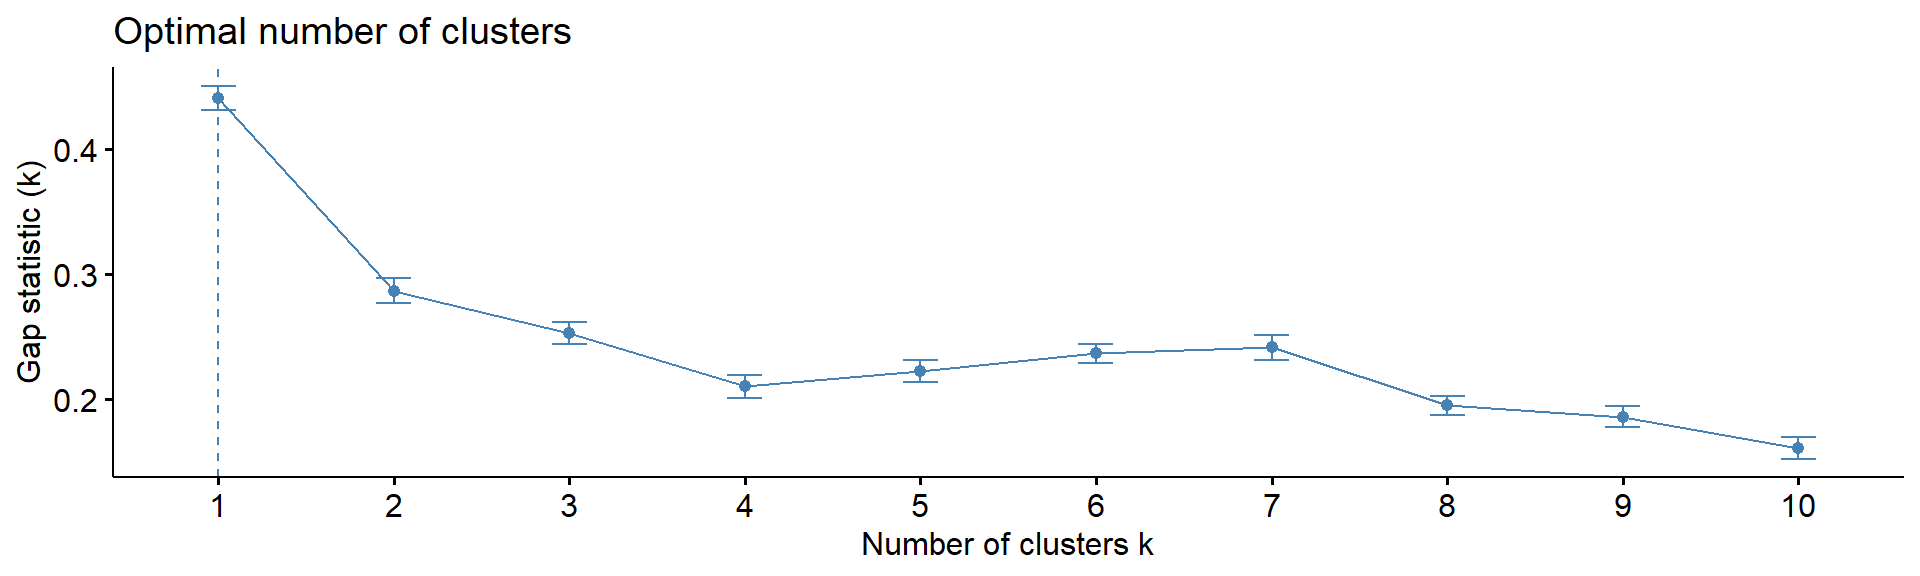 Optimal number of clusters
Gap statistic (k)
0.4
0.3
0.2
1 2 3 4 5 6 7 8 9 10
Number of clusters k